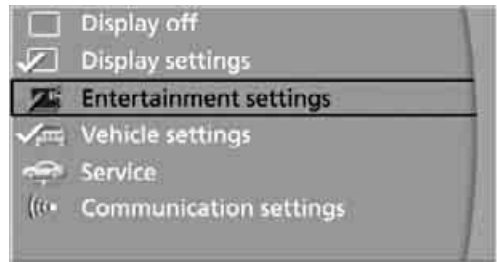 Display off
Display settings
Entertainment settings
Vehicle settings
Service
Communication settings